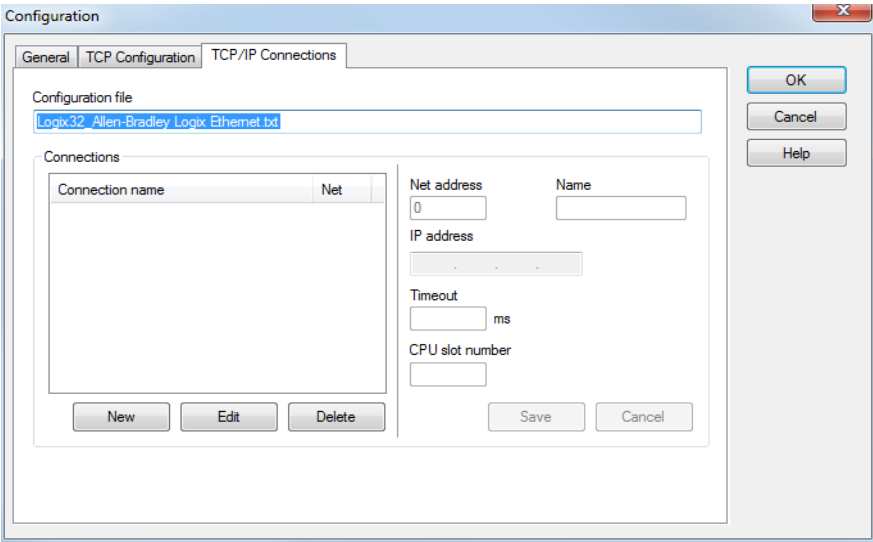 Configuration
General TCP Configuration TCP/IP Connections
OK
Configuration file
Logix32_Allen-Bradley Logix Ethernet.txt
Cancel
Help
Connections
Connection name Net
Net address Name
0
IP address
. . .
Timeout
ms
CPU slot number
New Edit Delete
Save Cancel